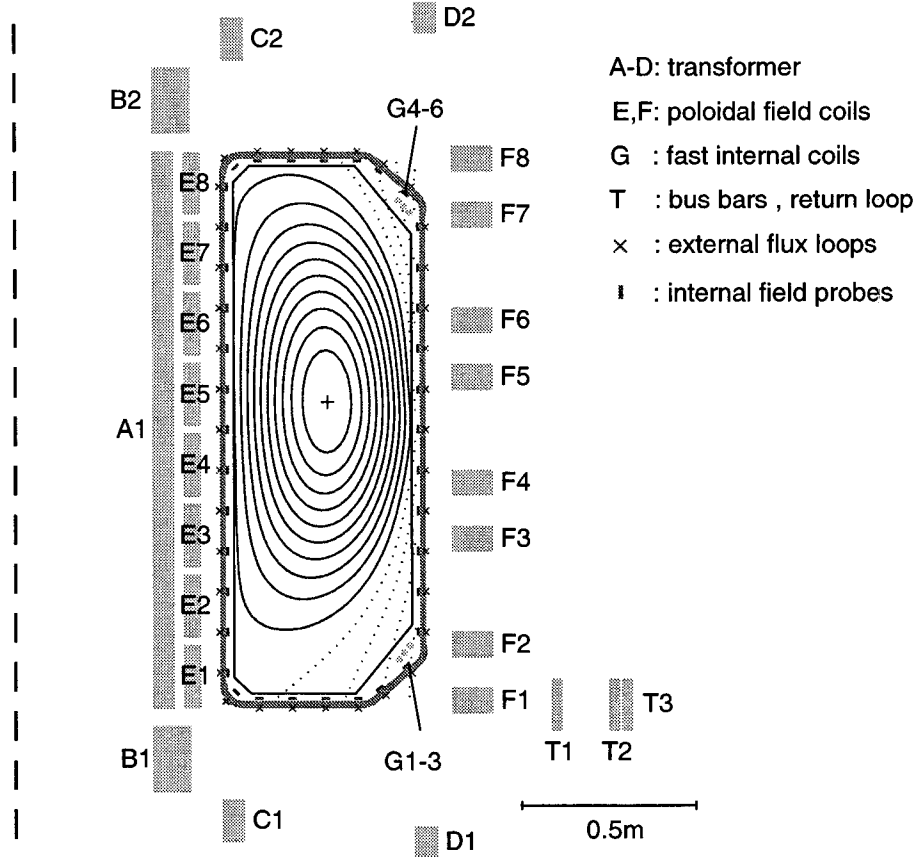 C2
D2
B2
G4-6
A-D: transformer
E,F: poloidal field coils
G : fast internal coils
T : bus bars , return loop
× : external flux loops
: internal field probes
E8
E7
E6
E5
E4
E3
E2
E1
A1
F8
F7
F6
F5
F4
F3
F2
F1
T1
T2
T3
B1
G1-3
C1
D1
0.5m